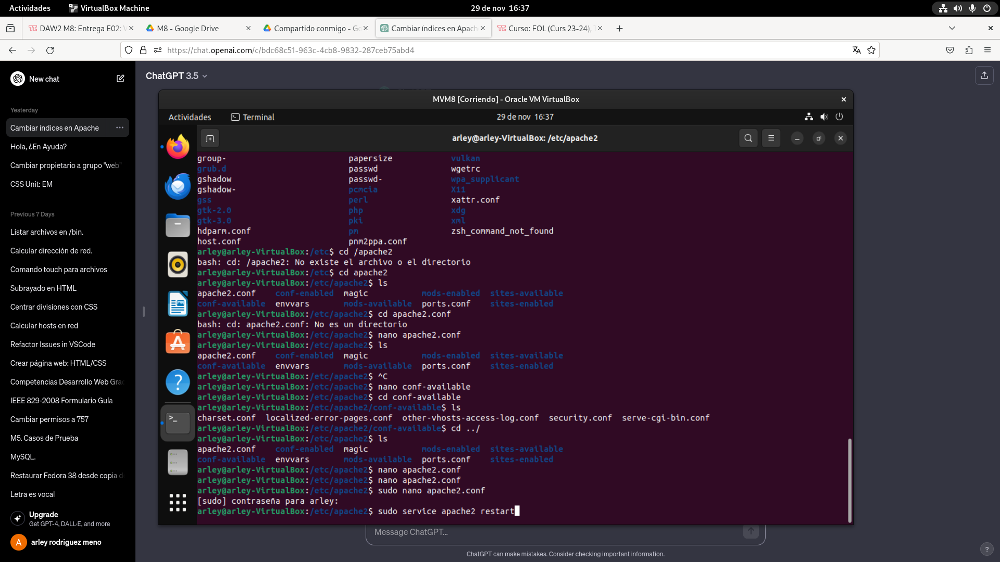 Actividades
VirtualBox Machine
29 de nov 16:37
DAW2 M8: Entrega E02:
M8 - Google Drive
Compartido conmigo - Go
Cambiar índices en Apach
Curso: FOL (Curs 23-24),
https://chat.openai.com/c/bdc68c51-963c-4cb8-9832-287ceb75abd4
New chat
ChatGPT 3.5
Yesterday
Cambiar índices en Apache
Hola, ¿En Ayuda?
Cambiar propietario a grupo "web"
CSS Unit: EM
Previous 7 Days
Listar archivos en /bin.
Calcular dirección de red.
Comando touch para archivos
Subrayado en HTML
Centrar divisiones con CSS
Calcular hosts en red
Refactor Issues in VSCode
Crear página web: HTML/CSS
Competencias Desarrollo Web Gra
IEEE 829-2008 Formulario Guía
Cambiar permisos a 757
M5. Casos de Prueba
MySQL.
Restaurar Fedora 38 desde copia d
Letra es vocal
Upgrade
Get GPT-4, DALL·E, and more
A
arley rodriguez meno
MVM8 [Corriendo] - Oracle VM VirtualBox
Actividades
Terminal
29 de nov 16:37
arley@arley-VirtualBox: /etc/apache2
group- papersize vulkan
grub.d passwd wgetrc
gshadow passwd- wpa_supplicant
gshadow- pcmcia X11
gss perl xattr.conf
gtk-2.0 php xdg
gtk-3.0 pki xml
hdparm.conf pm zsh_command_not_found
host.conf pnm2ppa.conf
arley@arley-VirtualBox:/etc$ cd /apache2
bash: cd: /apache2: No existe el archivo o el directorio
arley@arley-VirtualBox:/etc$ cd apache2
arley@arley-VirtualBox:/etc/apache2$ ls
apache2.conf conf-enabled magic mods-enabled sites-available
conf-available envvars mods-available ports.conf sites-enabled
arley@arley-VirtualBox:/etc/apache2$ cd apache2.conf
bash: cd: apache2.conf: No es un directorio
arley@arley-VirtualBox:/etc/apache2$ nano apache2.conf
arley@arley-VirtualBox:/etc/apache2$ ls
apache2.conf conf-enabled magic mods-enabled sites-available
conf-available envvars mods-available ports.conf sites-enabled
arley@arley-VirtualBox:/etc/apache2$ ^C
arley@arley-VirtualBox:/etc/apache2$ nano conf-available
arley@arley-VirtualBox:/etc/apache2$ cd conf-available
arley@arley-VirtualBox:/etc/apache2/conf-available$ ls
charset.conf localized-error-pages.conf other-vhosts-access-log.conf security.conf serve-cgi-bin.conf
arley@arley-VirtualBox:/etc/apache2/conf-available$ cd ../
arley@arley-VirtualBox:/etc/apache2$ ls
apache2.conf conf-enabled magic mods-enabled sites-available
conf-available envvars mods-available ports.conf sites-enabled
arley@arley-VirtualBox:/etc/apache2$ nano apache2.conf
arley@arley-VirtualBox:/etc/apache2$ nano apache2.conf
arley@arley-VirtualBox:/etc/apache2$ sudo nano apache2.conf
[sudo] contraseña para arley:
arley@arley-VirtualBox:/etc/apache2$ sudo service apache2 restart
Message ChatGPT...
ChatGPT can make mistakes. Consider checking important information.
?